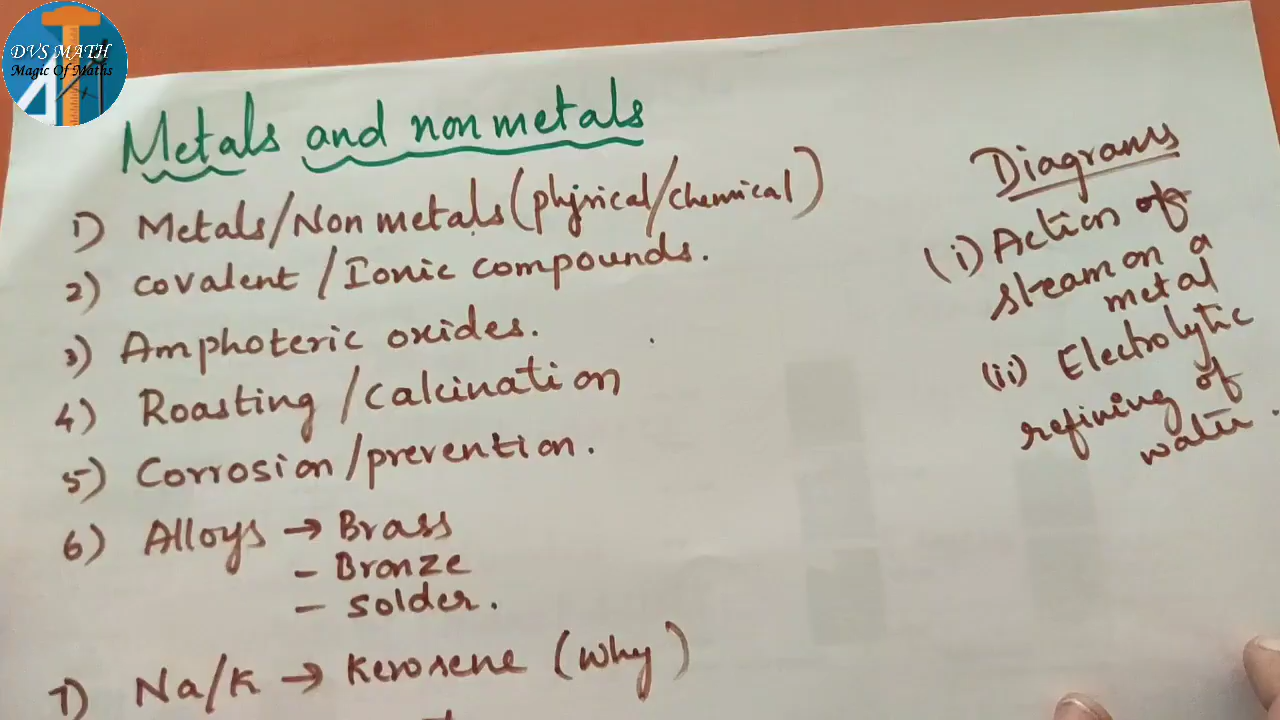 DVS MATH
Magic Of Maths
Metals and non metals
1) Metals/Non metals (physical/chemical)
2) covalent / Ionic compounds.
3) Amphoteric oxides.
4) Roasting / calcination
5) Corrosion/prevention.
6) Alloys → Brass
- Bronze
- solder.
7) Na/K → Kerosene (why)
Diagrams
(i) Action of
steam on a
metal
(ii) Electrolytic
refining of
water.